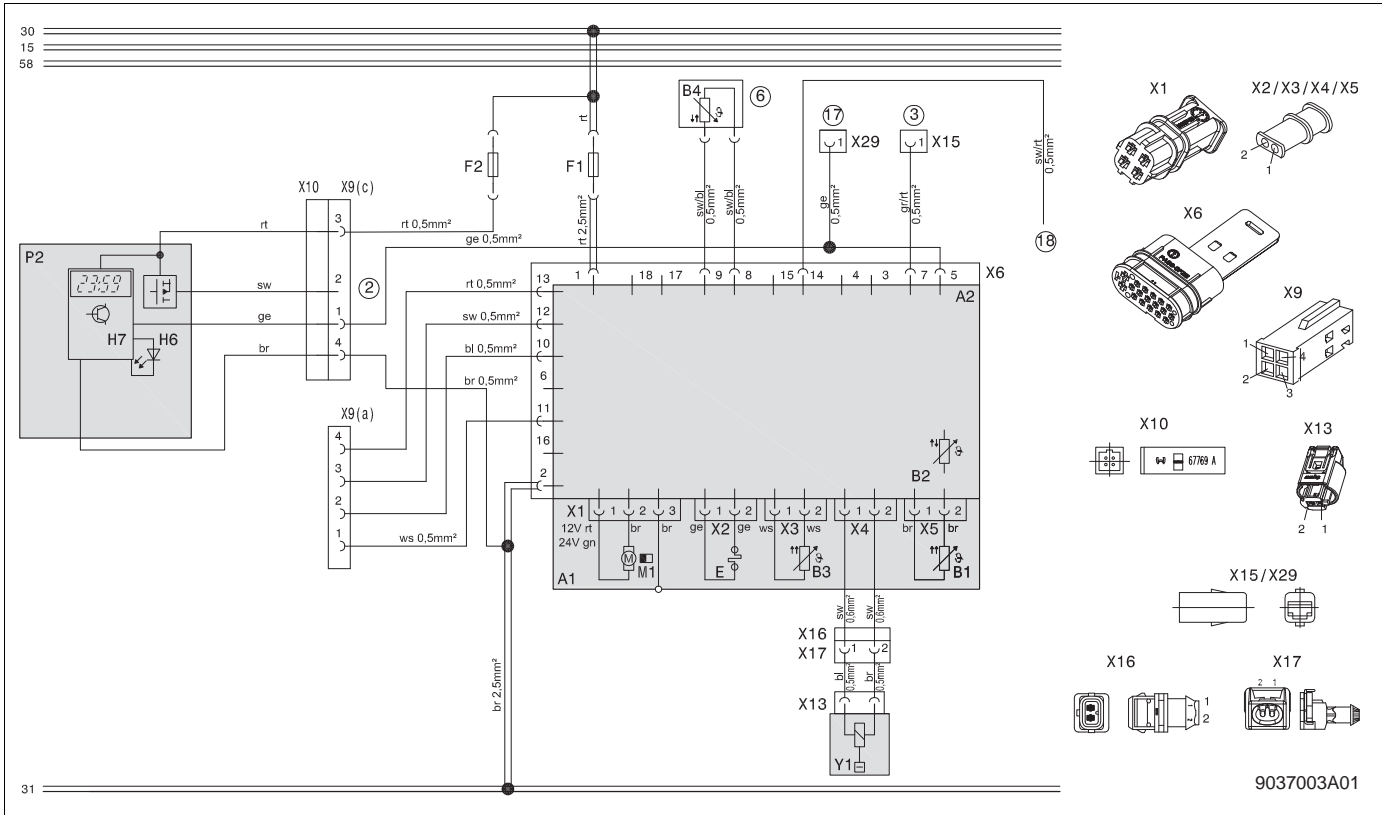 30
15
58
rt
B4
6
17
3
1 X29
1 X15
sw/rt
0,5mm²
18
F2
F1
X10 X9(c)
3
2
1
4
2
rt
sw
ge
br
rt 0,5mm²
ge 0,5mm²
rt 2,5mm²
sw/bl
0,5mm²
sw/bl
0,5mm²
ge
0,5mm²
gr/rt
0,5mm²
P2
23:59
H7
H6
X9(a)
4
3
2
1
rt 0,5mm²
sw 0,5mm²
bl 0,5mm²
br 0,5mm²
ws 0,5mm²
br 2,5mm²
13 1 18 17 9 8 15 14 4 3 7 5 X6
12
10
6
11
16
2
A2
B2
X1 1 2 3
X2 1 2
X3 1 2
X4 1 2
X5 1 2
12V rt
24V gn
br
br
ge
ge
ws
ws
br
br
M
M1
E
B3
B1
A1
sw
0,6mm²
sw
0,6mm²
X16
X17 1 2
bl
0,5mm²
br
0,5mm²
X13
Y1
31
X1
X2/X3/X4/X5
2
1
X6
X9
1
4
2
3
X10
67769 A
X13
2 1
X15/X29
X16
1
2
X17
2 1
9037003A01